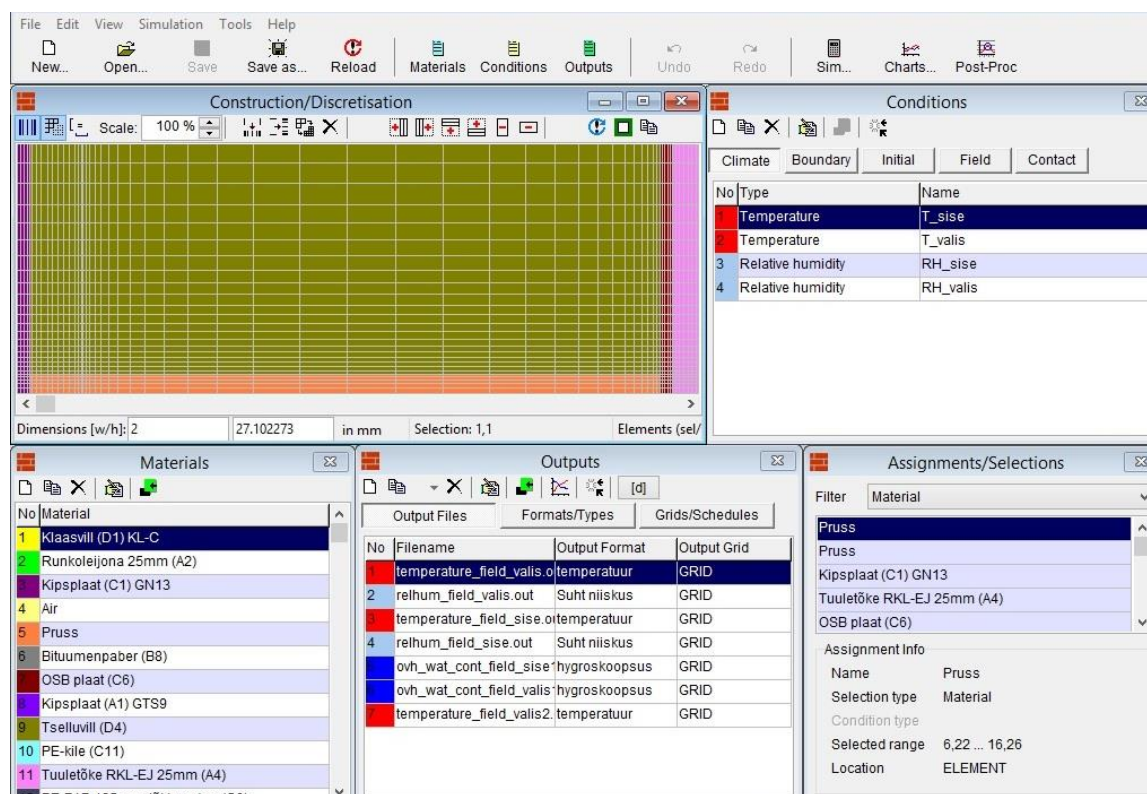 File Edit View Simulation Tools Help
New... Open... Save Save as... Reload Materials Conditions Outputs Undo Redo Sim... Charts... Post-Proc
Construction/Discretisation
Scale: 100 %
Dimensions [w/h]: 2 27.102273 in mm Selection: 1,1 Elements (sel/
Conditions
Climate Boundary Initial Field Contact
No Type Name
1 Temperature T_sise
2 Temperature T_valis
3 Relative humidity RH_sise
4 Relative humidity RH_valis
Materials
No Material
1 Klaasvill (D1) KL-C
2 Runkoleijona 25mm (A2)
3 Kipsplaat (C1) GN13
4 Air
5 Pruss
6 Bituumenpaber (B8)
7 OSB plaat (C6)
8 Kipsplaat (A1) GTS9
9 Tselluvill (D4)
10 PE-kile (C11)
11 Tuuletõke RKL-EJ 25mm (A4)
Outputs
[d]
Output Files Formats/Types Grids/Schedules
No Filename Output Format Output Grid
1 temperature_field_valis.o temperatuur GRID
2 relhum_field_valis.out Suht niiskus GRID
3 temperature_field_sise.o temperatuur GRID
4 relhum_field_sise.out Suht niiskus GRID
ovh_wat_cont_field_sise hygroskoopsus GRID
ovh_wat_cont_field_valis hygroskoopsus GRID
7 temperature_field_valis2. temperatuur GRID
Assignments/Selections
Filter Material
Pruss
Pruss
Kipsplaat (C1) GN13
Tuuletõke RKL-EJ 25mm (A4)
OSB plaat (C6)
Assignment Info
Name Pruss
Selection type Material
Condition type
Selected range 6,22 ... 16,26
Location ELEMENT